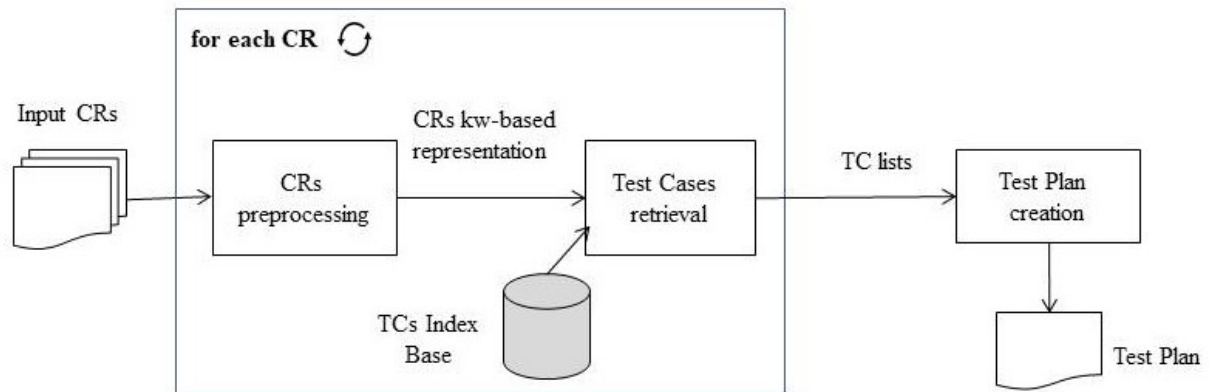 for each CR
Input CRs
CRs kw-based
representation
CRs
preprocessing
Test Cases
retrieval
TC lists
Test Plan
creation
TCs Index
Base
Test Plan